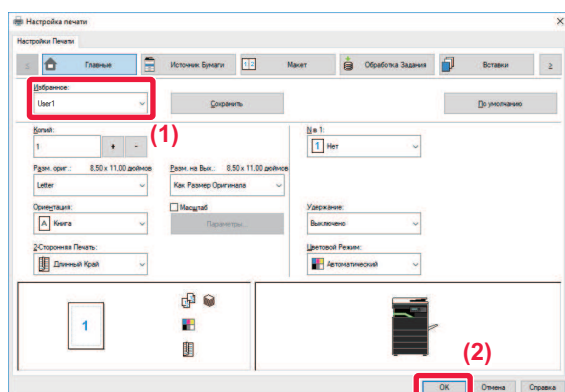 Настройка печати
Настройки Печати
Главные Источник Бумаги 1 2 Макет Обработка Задания Вставки
Избранное:
User1 Сохранить По умолчанию
(1)
Копий: N в 1:
1 + - 1 Нет
Разм. ориг.: 8,50 x 11,00 дюймов Разм. на Вых.: 8,50 x 11,00 дюймов
Letter Как Размер Оригинала
Ориентация: Масштаб Удержание:
A Книга Параметры... Выключено
2-Сторонняя Печать: Цветовой Режим:
Длинный Край Автоматический
1
(2)
OK Отмена Справка